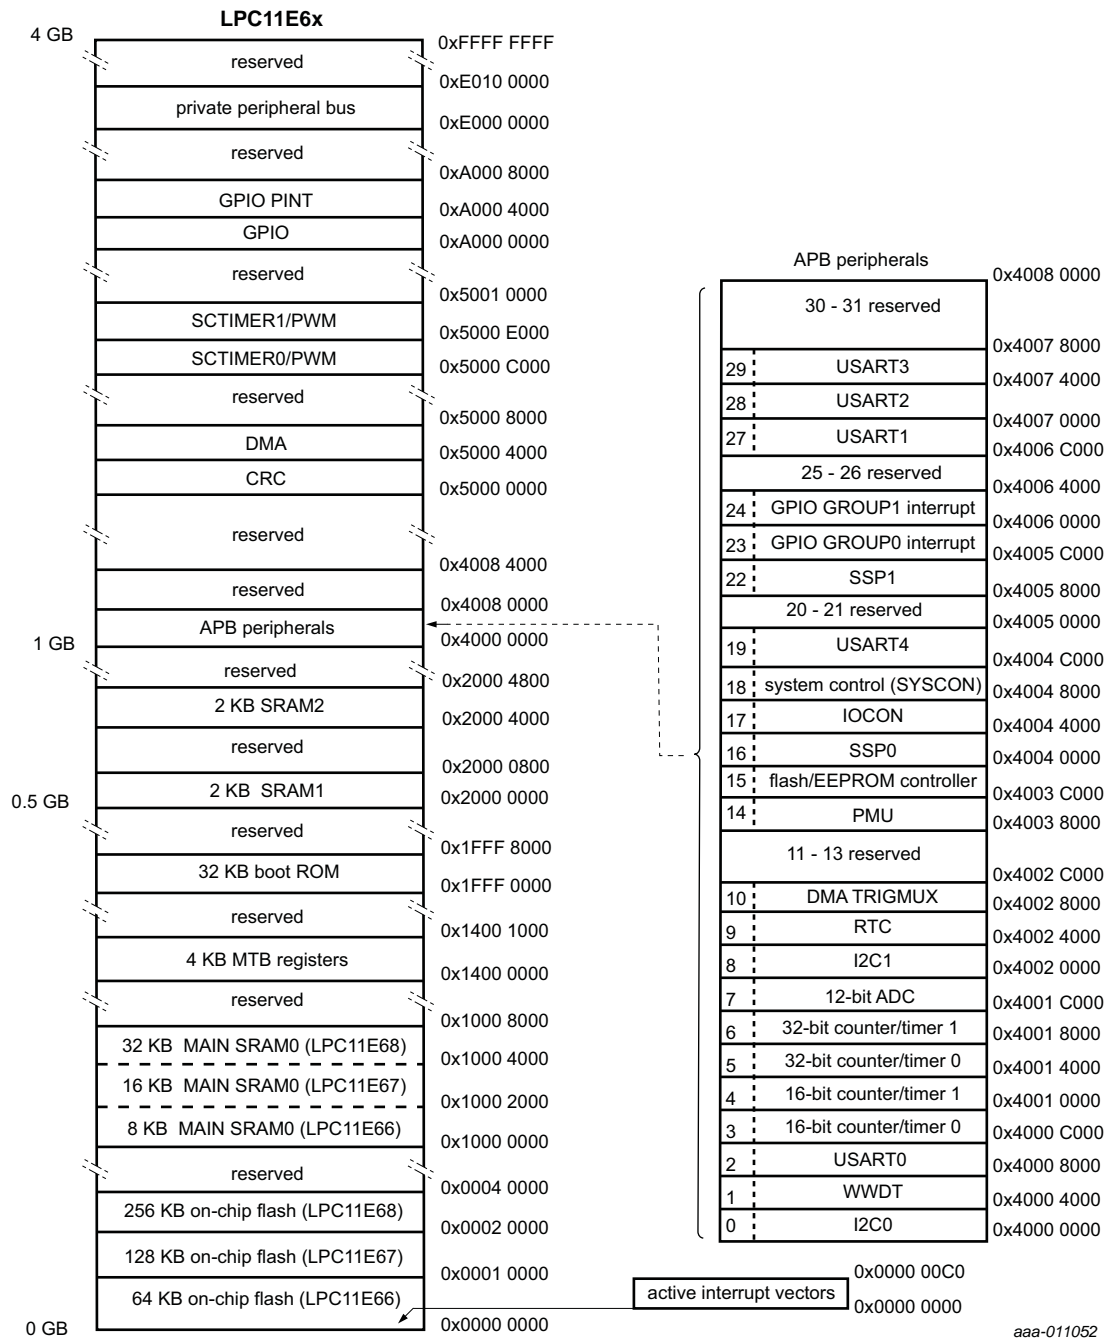 LPC11E6x
4 GB
0xFFFF FFFF
reserved
0xE010 0000
private peripheral bus
0xE000 0000
reserved
0xA000 8000
GPIO PINT
0xA000 4000
GPIO
0xA000 0000
reserved
0x5001 0000
SCTIMER1/PWM
0x5000 E000
SCTIMER0/PWM
0x5000 C000
reserved
0x5000 8000
DMA
0x5000 4000
CRC
0x5000 0000
reserved
0x4008 4000
reserved
0x4008 0000
APB peripherals
1 GB
0x4000 0000
reserved
0x2000 4800
2 KB SRAM2
0x2000 4000
reserved
0x2000 0800
2 KB SRAM1
0.5 GB
0x2000 0000
reserved
0x1FFF 8000
32 KB boot ROM
0x1FFF 0000
reserved
0x1400 1000
4 KB MTB registers
0x1400 0000
reserved
0x1000 8000
32 KB MAIN SRAM0 (LPC11E68)
0x1000 4000
16 KB MAIN SRAM0 (LPC11E67)
0x1000 2000
8 KB MAIN SRAM0 (LPC11E66)
0x1000 0000
reserved
0x0004 0000
256 KB on-chip flash (LPC11E68)
0x0002 0000
128 KB on-chip flash (LPC11E67)
0x0001 0000
64 KB on-chip flash (LPC11E66)
0 GB
0x0000 0000
APB peripherals
0x4008 0000
30 - 31 reserved
0x4007 8000
29 USART3
0x4007 4000
28 USART2
0x4007 0000
27 USART1
0x4006 C000
25 - 26 reserved
0x4006 4000
24 GPIO GROUP1 interrupt
0x4006 0000
23 GPIO GROUP0 interrupt
0x4005 C000
22 SSP1
0x4005 8000
20 - 21 reserved
0x4005 0000
19 USART4
0x4004 C000
18 system control (SYSCON)
0x4004 8000
17 IOCON
0x4004 4000
16 SSP0
0x4004 0000
15 flash/EEPROM controller
0x4003 C000
14 PMU
0x4003 8000
11 - 13 reserved
0x4002 C000
10 DMA TRIGMUX
0x4002 8000
9 RTC
0x4002 4000
8 I2C1
0x4002 0000
7 12-bit ADC
0x4001 C000
6 32-bit counter/timer 1
0x4001 8000
5 32-bit counter/timer 0
0x4001 4000
4 16-bit counter/timer 1
0x4001 0000
3 16-bit counter/timer 0
0x4000 C000
2 USART0
0x4000 8000
1 WWDT
0x4000 4000
0 I2C0
0x4000 0000
0x0000 00C0
active interrupt vectors
0x0000 0000
aaa-011052